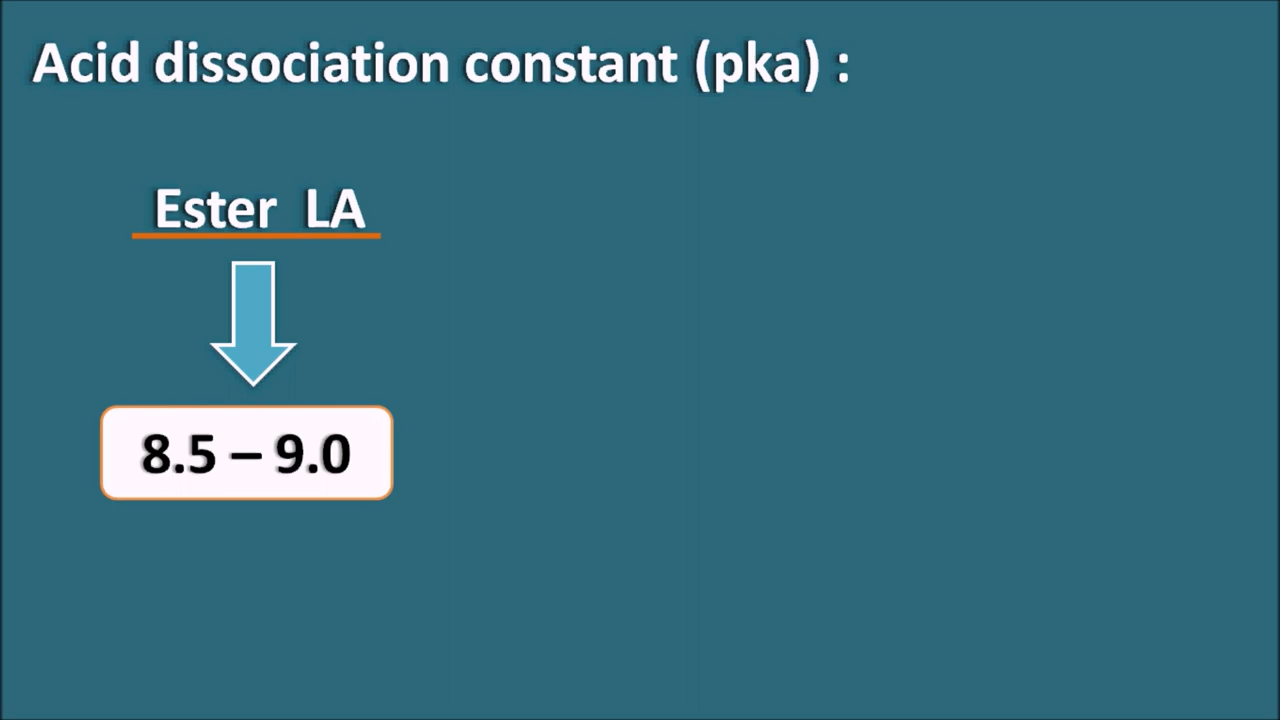 Acid dissociation constant (pka) :
Ester LA
8.5 – 9.0